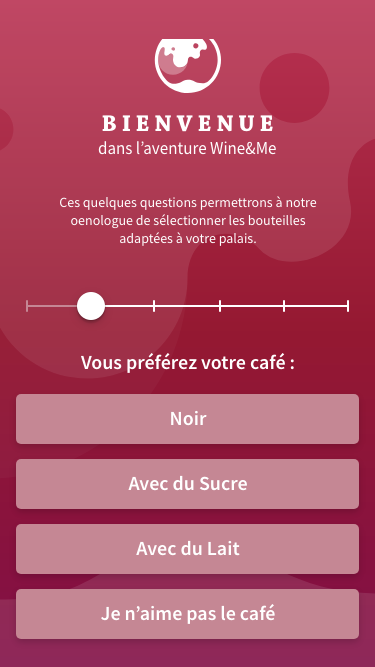 BIENVENUE
dans l’aventure Wine&Me
Ces quelques questions permettrons à notre
oenologue de sélectionner les bouteilles
adaptées à votre palais.
Vous préférez votre café :
Noir
Avec du Sucre
Avec du Lait
Je n’aime pas le café